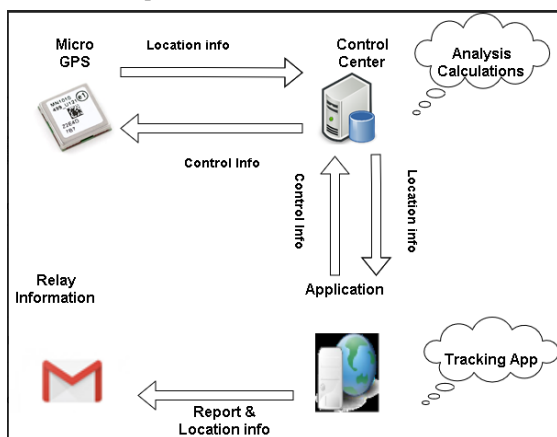 Micro
GPS
Location info
Control
Center
Analysis
Calculations
MN1010
Control Info
Control Info
Location info
Relay
Information
Application
Tracking App
Report &
Location info